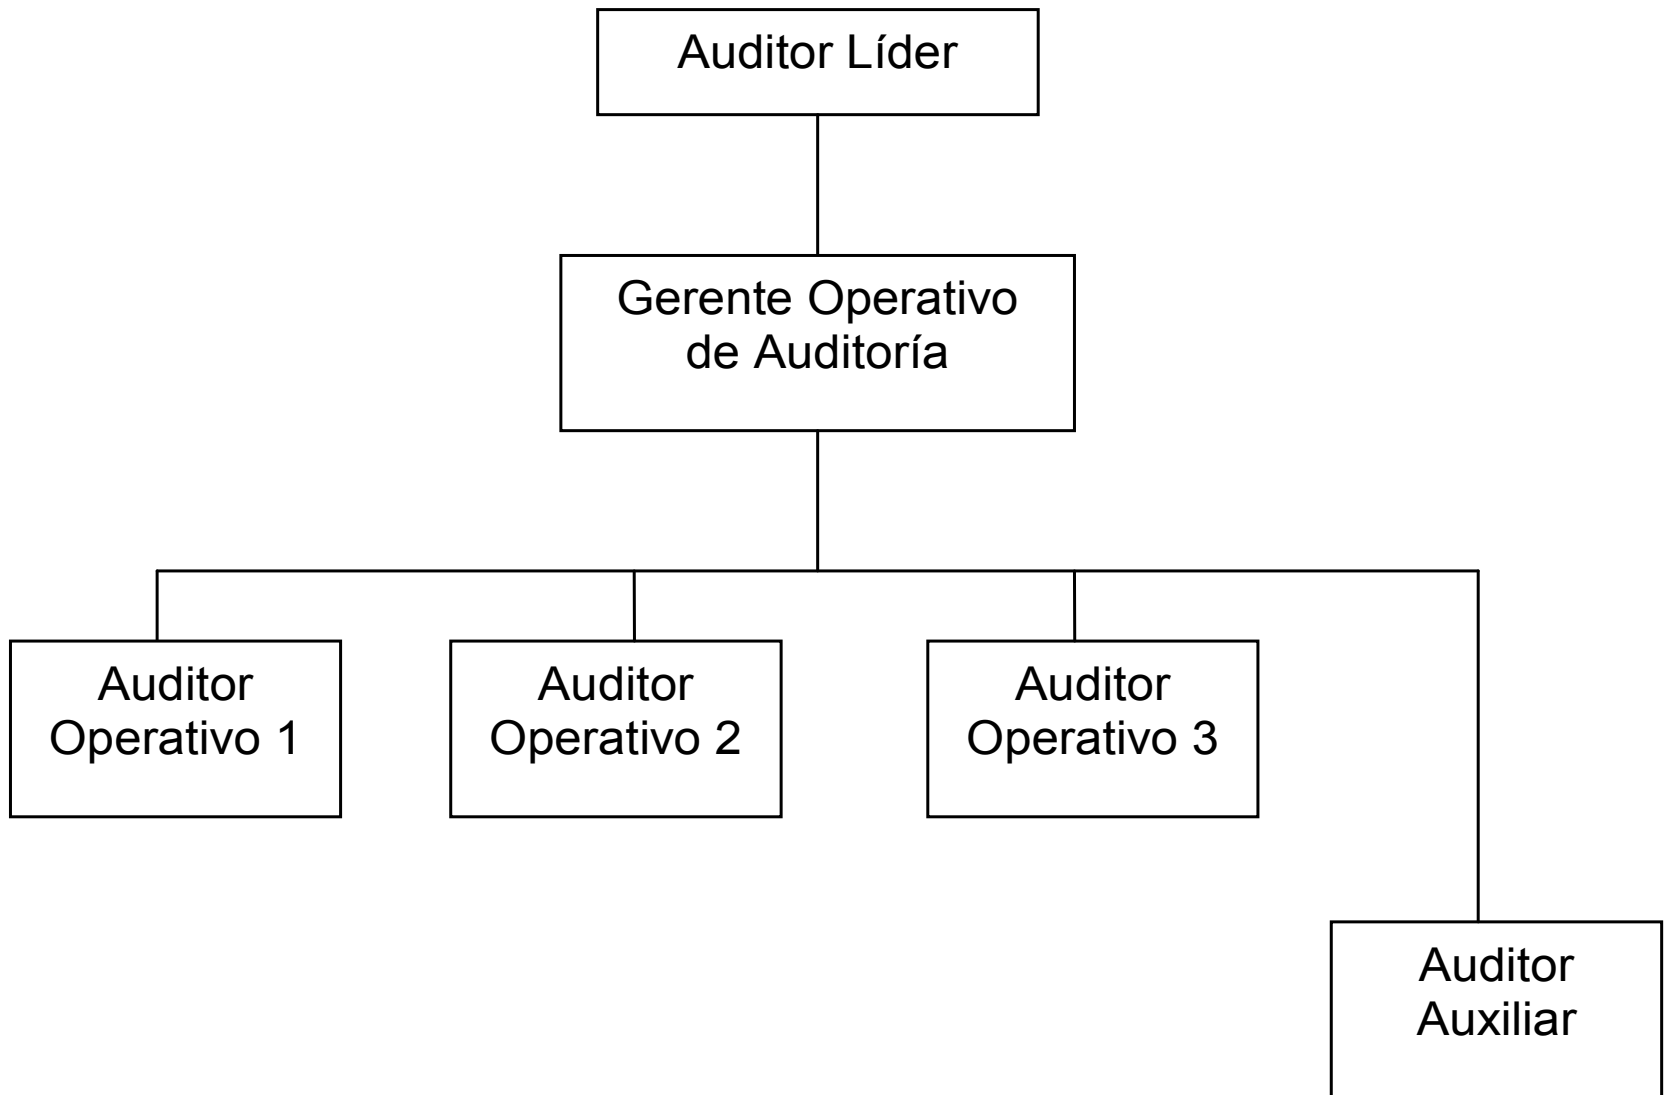 Auditor Líder
Gerente Operativo
de Auditoría
Auditor
Operativo 1
Auditor
Operativo 2
Auditor
Operativo 3
Auditor
Auxiliar